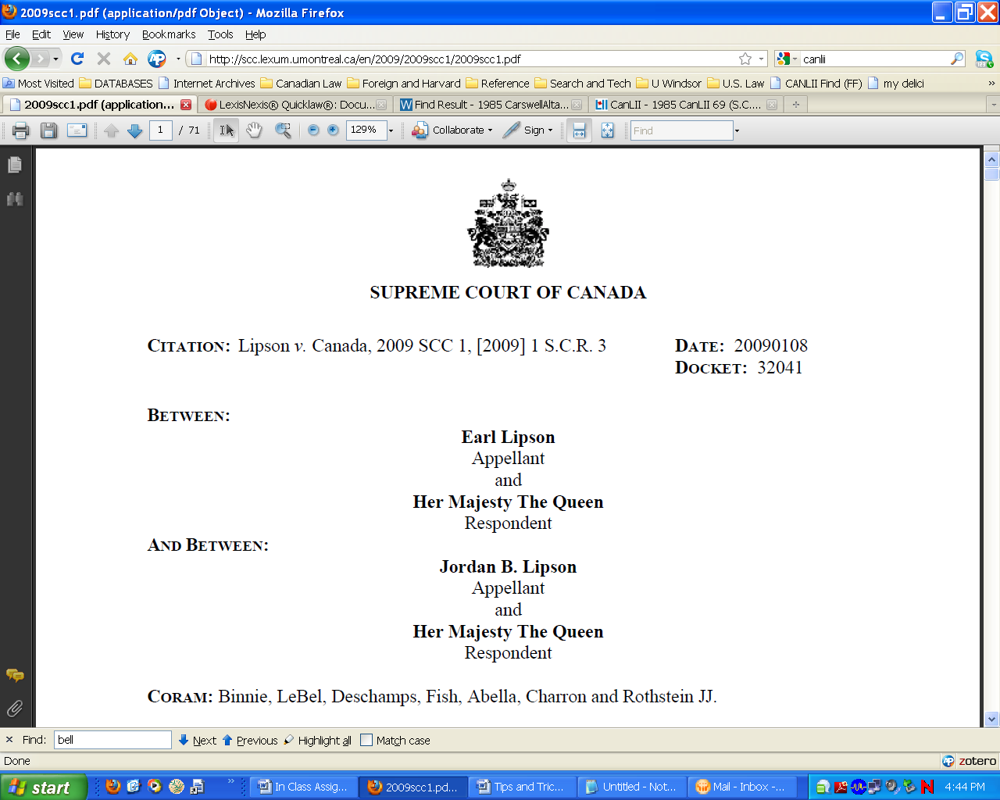 2009scc1.pdf (application/pdf Object) - Mozilla Firefox
File Edit View History Bookmarks Tools Help
http://scc.lexum.umontreal.ca/en/2009/2009scc1/2009scc1.pdf canlii
Most Visited DATABASES Internet Archives Canadian Law Foreign and Harvard Reference Search and Tech U Windsor U.S. Law CANLII Find (FF) my delici »
2009scc1.pdf (application... LexisNexis® Quicklaw®: Docu... Find Result - 1985 CarswellAlta... CanLII - 1985 CanLII 69 (S.C....
1 / 71 129% Collaborate Sign Find
SUPREME COURT OF CANADA
CITATION: Lipson v. Canada, 2009 SCC 1, [2009] 1 S.C.R. 3 DATE: 20090108
DOCKET: 32041
BETWEEN:
Earl Lipson
Appellant
and
Her Majesty The Queen
Respondent
AND BETWEEN:
Jordan B. Lipson
Appellant
and
Her Majesty The Queen
Respondent
CORAM: Binnie, LeBel, Deschamps, Fish, Abella, Charron and Rothstein JJ.
Find: bell Next Previous Highlight all Match case
Done zotero
start » In Class Assig... 2009scc1.pd... Tips and Tric... Untitled - Not... Mail - Inbox -... 4:44 PM